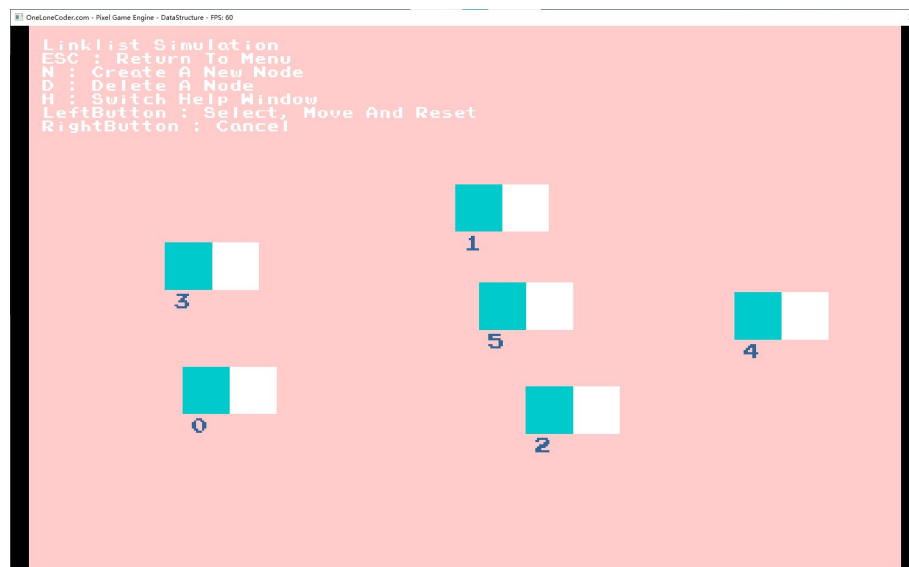 OneLoneCoder.com - Pixel Game Engine - DataStructure - FPS: 60
Linklist Simulation
ESC : Return To Menu
N : Create A New Node
D : Delete A Node
H : Switch Help Window
LeftButton : Select, Move And Reset
RightButton : Cancel
1
3
5
4
0
2